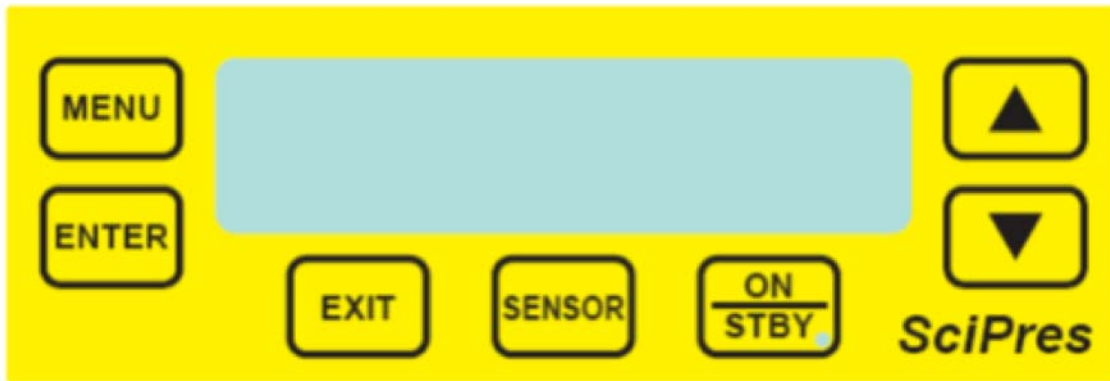 MENU
ENTER
EXIT
SENSOR
ON
STBY
SciPres